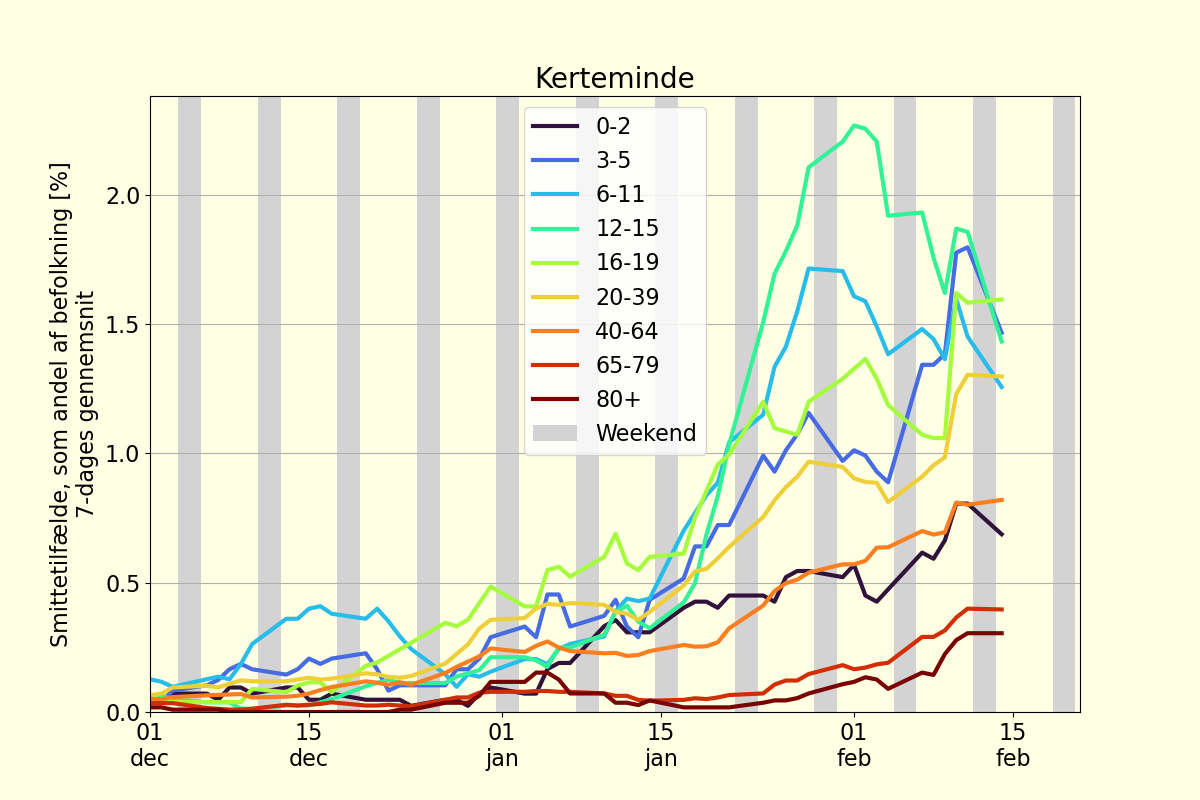 Kerteminde
Smittetilfælde, som andel af befolkning [%]
7-dages gennemsnit
2.0
1.5
1.0
0.5
0.0
0-2
3-5
6-11
12-15
16-19
20-39
40-64
65-79
80+
Weekend
01
dec
15
dec
01
jan
15
jan
01
feb
15
feb